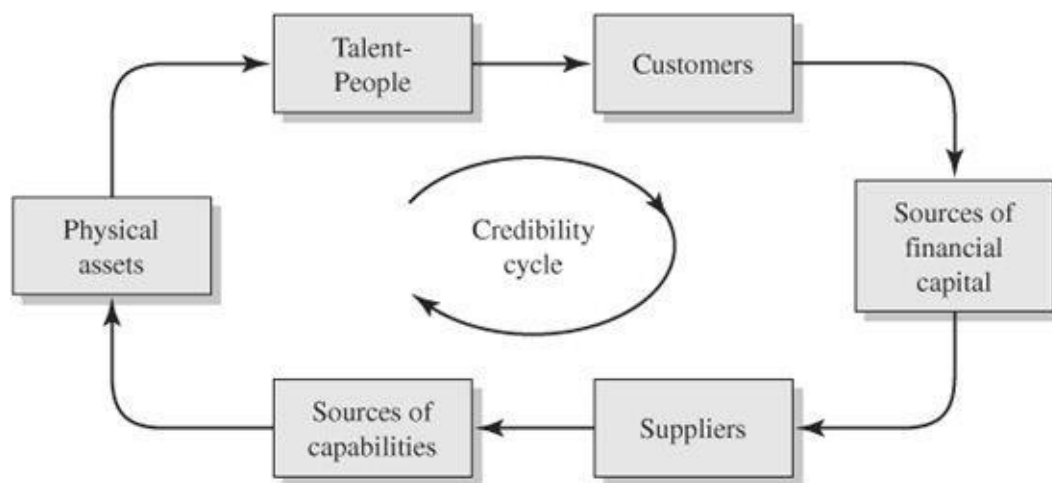 Talent-
People
Customers
Sources of
financial
capital
Suppliers
Sources of
capabilities
Physical
assets
Credibility
cycle